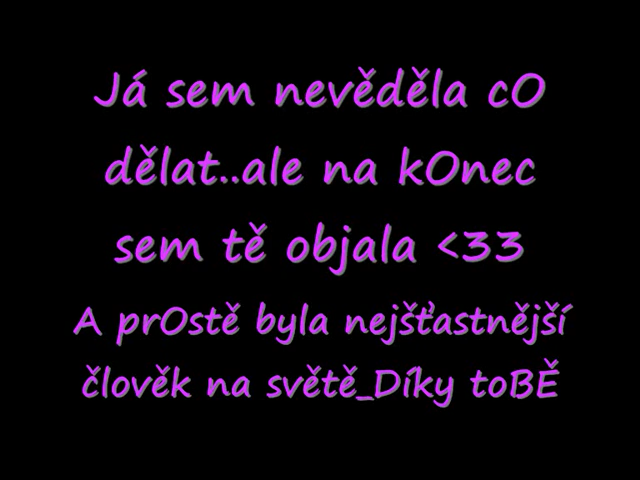 Já sem nevěděla cO
dělat..ale na kOnec
sem tě objala <33
A prOstě byla nejšťastnější
člověk na světě_Díky toBĚ